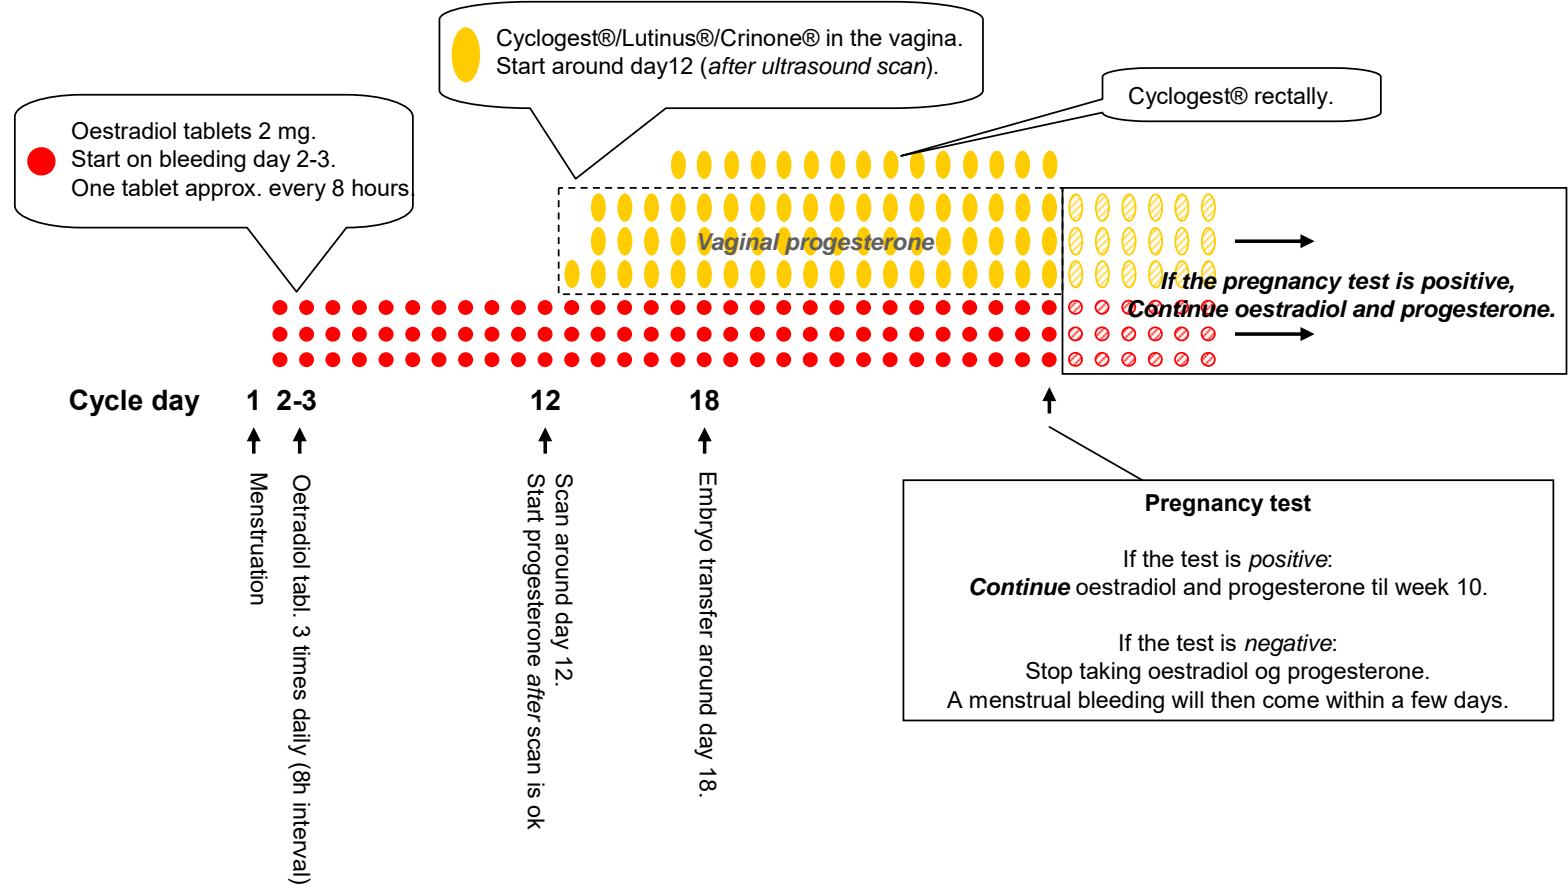 Cyclogest®/Lutinus®/Crinone® in the vagina.
Start around day12 (after ultrasound scan).
Cyclogest® rectally.
Oestradiol tablets 2 mg.
Start on bleeding day 2-3.
One tablet approx. every 8 hours.
Vaginal progesterone
If the pregnancy test is positive,
Continue oestradiol and progesterone.
Cycle day 1 2-3 12 18
Menstruation
Oetradiol tabl. 3 times daily (8h interval)
Scan around day 12.
Start progesterone after scan is ok
Embryo transfer around day 18.
Pregnancy test
If the test is positive:
Continue oestradiol and progesterone til week 10.
If the test is negative:
Stop taking oestradiol og progesterone.
A menstrual bleeding will then come within a few days.